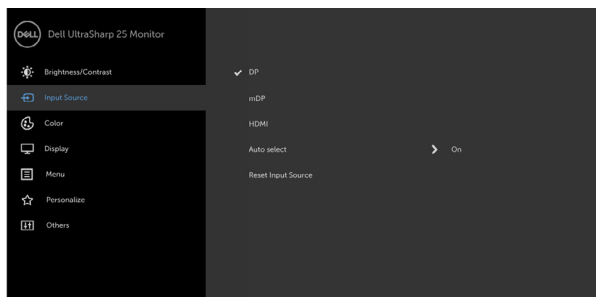 DELL Dell UltraSharp 25 Monitor
Brightness/Contrast
DP
Input Source
mDP
Color
HDMI
Display
Auto select
On
Menu
Reset Input Source
Personalize
Others